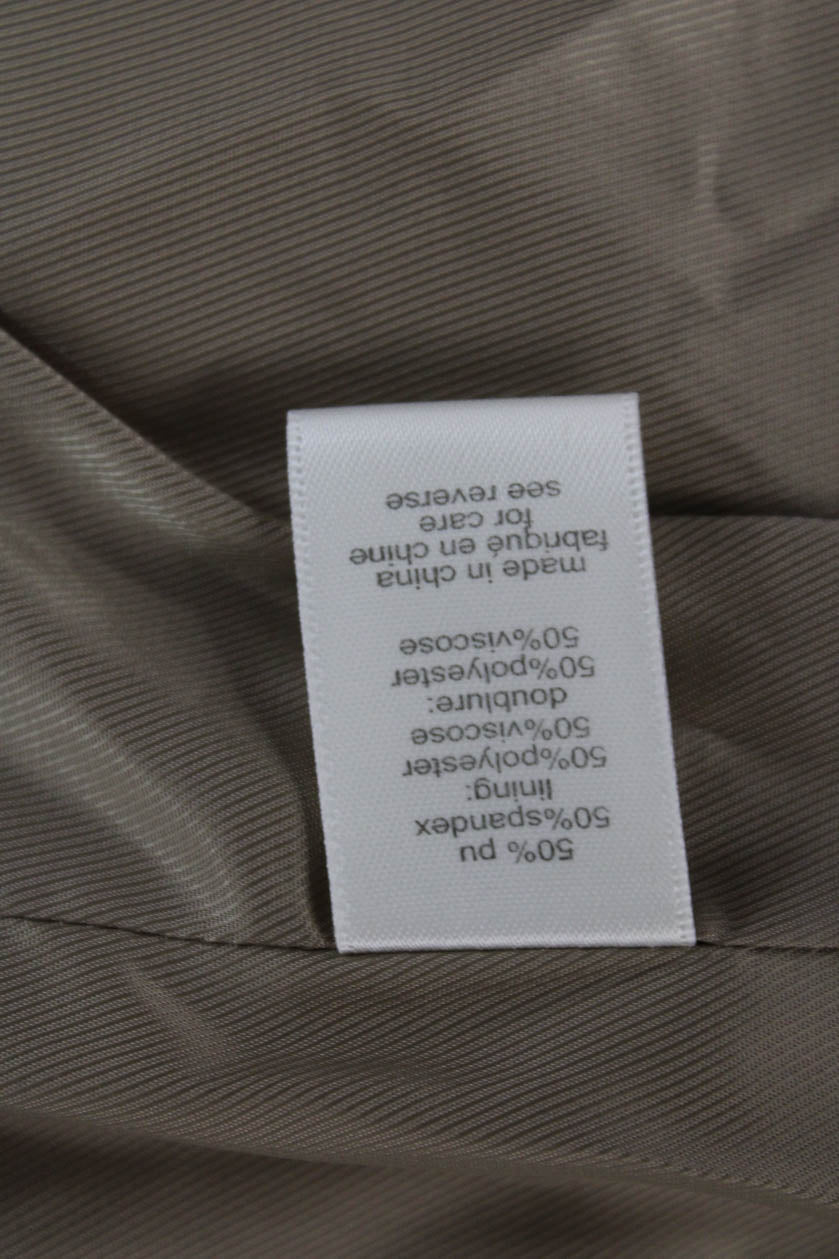 50% pu
50%spandex
lining:
50%polyester
50%viscose
doublure:
50%polyester
50%viscose
made in china
fabriqué en chine
for care
see reverse